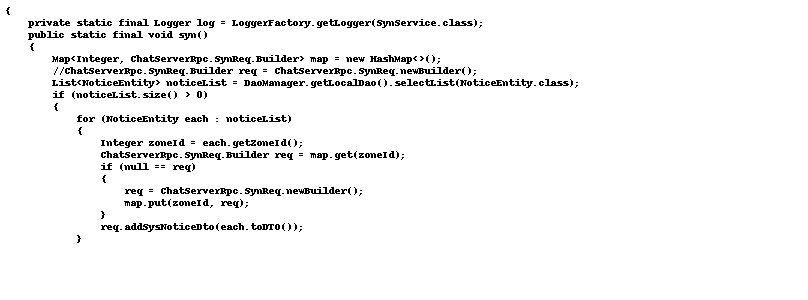 {
    private static final Logger log = LoggerFactory.getLogger(SynService.class);
    public static final void syn()
    {
        Map<Integer, ChatServerRpc.SynReq.Builder> map = new HashMap<>();
        //ChatServerRpc.SynReq.Builder req = ChatServerRpc.SynReq.newBuilder();
        List<NoticeEntity> noticeList = DaoManager.getLocalDao().selectList(NoticeEntity.class);
        if (noticeList.size() > 0)
        {
            for (NoticeEntity each : noticeList)
            {
                Integer zoneId = each.getZoneId();
                ChatServerRpc.SynReq.Builder req = map.get(zoneId);
                if (null == req)
                {
                    req = ChatServerRpc.SynReq.newBuilder();
                    map.put(zoneId, req);
                }
                req.addSysNoticeDto(each.toDTO());
            }